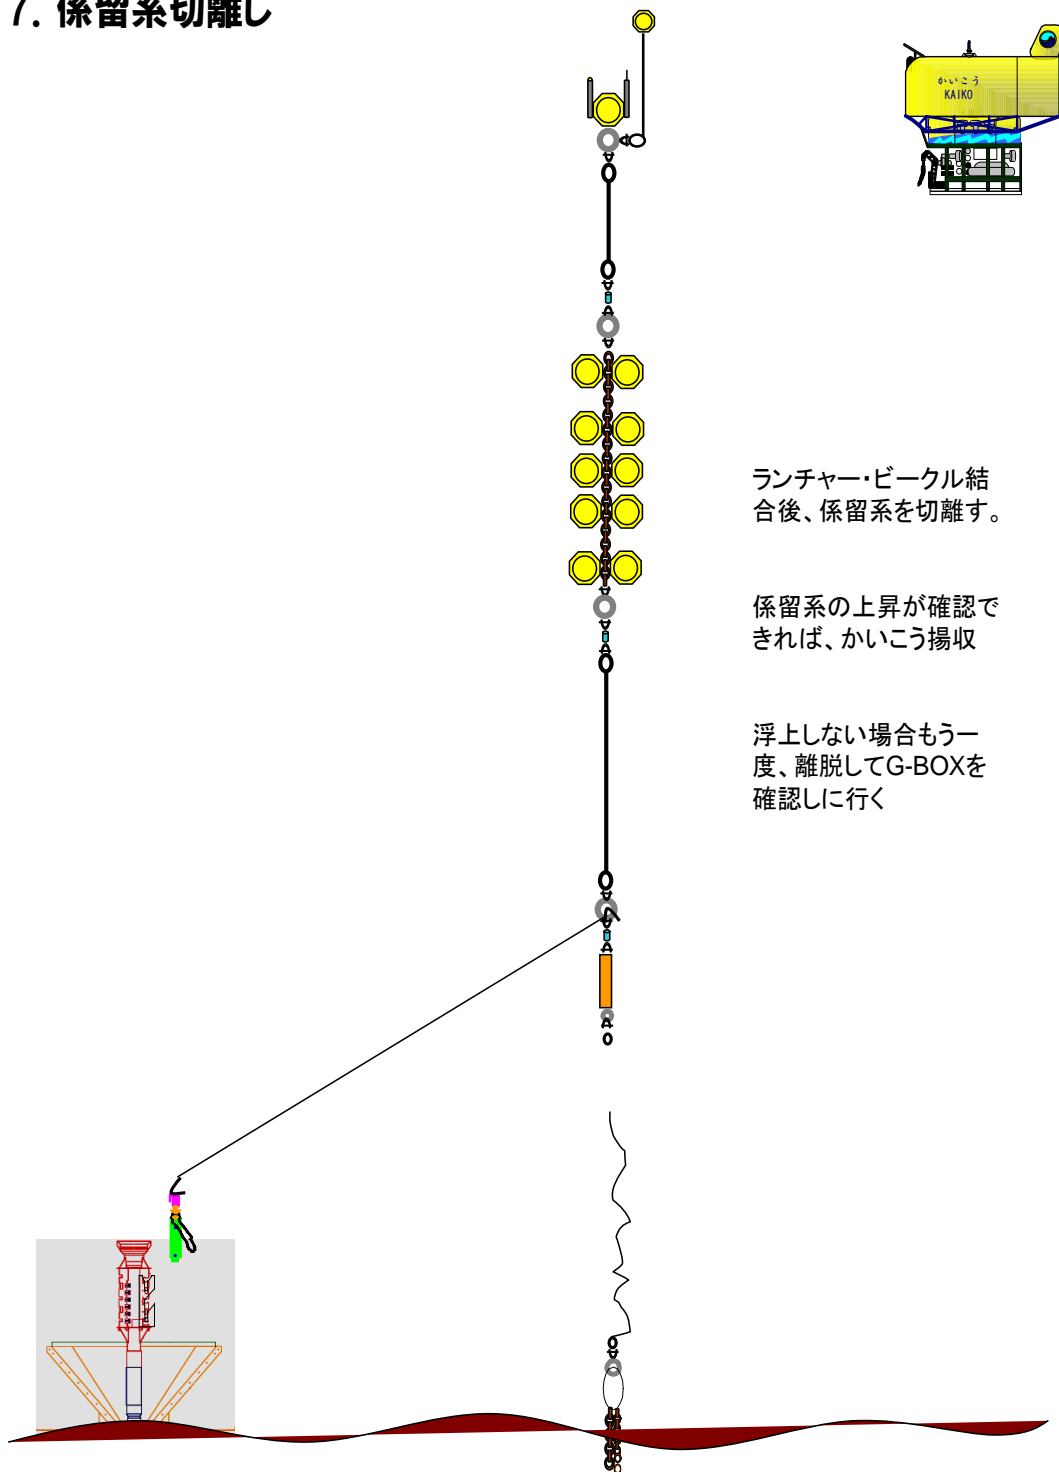 7. 係留系切離し
かいこう
KAIKO
ランチャー・ビークル結
合後、係留系を切離す。
係留系の上昇が確認で
きれば、かいこう揚収
浮上しない場合もう一
度、離脱してG-BOXを
確認しに行く